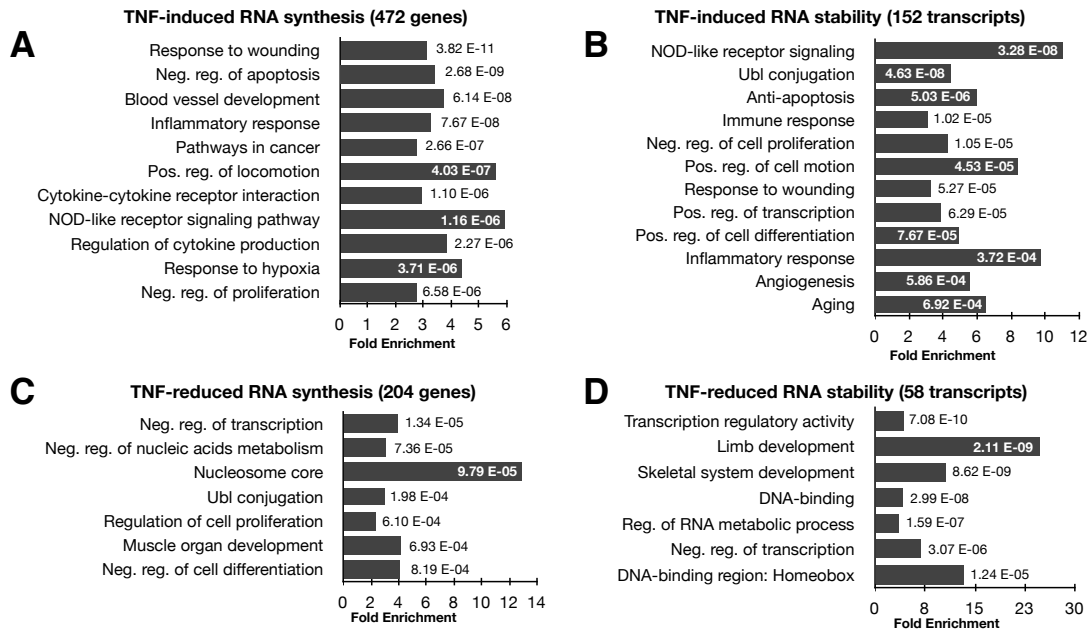 TNF-induced RNA synthesis (472 genes)
A
Response to wounding 3.82 E-11
Neg. reg. of apoptosis 2.68 E-09
Blood vessel development 6.14 E-08
Inflammatory response 7.67 E-08
Pathways in cancer 2.66 E-07
Pos. reg. of locomotion 4.03 E-07
Cytokine-cytokine receptor interaction 1.10 E-06
NOD-like receptor signaling pathway 1.16 E-06
Regulation of cytokine production 2.27 E-06
Response to hypoxia 3.71 E-06
Neg. reg. of proliferation 6.58 E-06
0 1 2 3 4 5 6
Fold Enrichment
TNF-induced RNA stability (152 transcripts)
B
NOD-like receptor signaling 3.28 E-08
Ubl conjugation 4.63 E-08
Anti-apoptosis 5.03 E-06
Immune response 1.02 E-05
Neg. reg. of cell proliferation 1.05 E-05
Pos. reg. of cell motion 4.53 E-05
Response to wounding 5.27 E-05
Pos. reg. of transcription 6.29 E-05
Pos. reg. of cell differentiation 7.67 E-05
Inflammatory response 3.72 E-04
Angiogenesis 5.86 E-04
Aging 6.92 E-04
0 2 4 6 8 10 12
Fold Enrichment
TNF-reduced RNA synthesis (204 genes)
C
Neg. reg. of transcription 1.34 E-05
Neg. reg. of nucleic acids metabolism 7.36 E-05
Nucleosome core 9.79 E-05
Ubl conjugation 1.98 E-04
Regulation of cell proliferation 6.10 E-04
Muscle organ development 6.93 E-04
Neg. reg. of cell differentiation 8.19 E-04
0 2 4 6 8 10 12 14
Fold Enrichment
TNF-reduced RNA stability (58 transcripts)
D
Transcription regulatory activity 7.08 E-10
Limb development 2.11 E-09
Skeletal system development 8.62 E-09
DNA-binding 2.99 E-08
Reg. of RNA metabolic process 1.59 E-07
Neg. reg. of transcription 3.07 E-06
DNA-binding region: Homeobox 1.24 E-05
0 8 15 23 30
Fold Enrichment